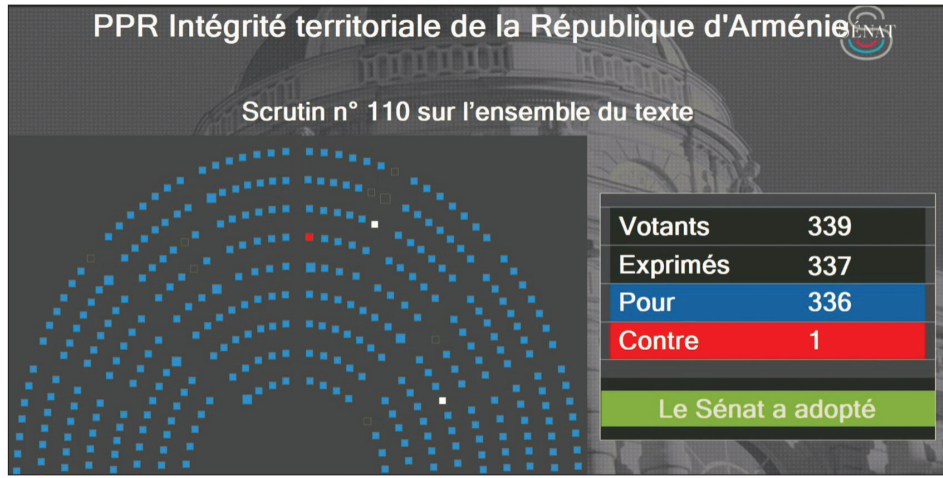 PPR Intégrité territoriale de la République d'Arménie
SÉNAT
Scrutin n° 110 sur l'ensemble du texte
Votants 339
Exprimés 337
Pour 336
Contre 1
Le Sénat a adopté